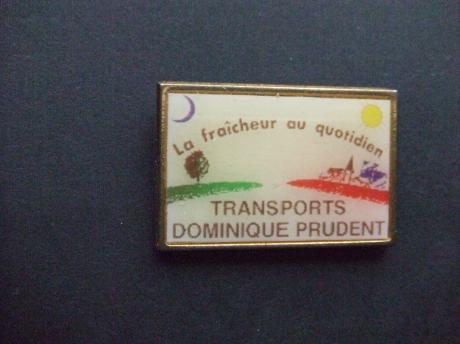 La fraîcheur au quotidien
TRANSPORTS
DOMINIQUE PRUDENT